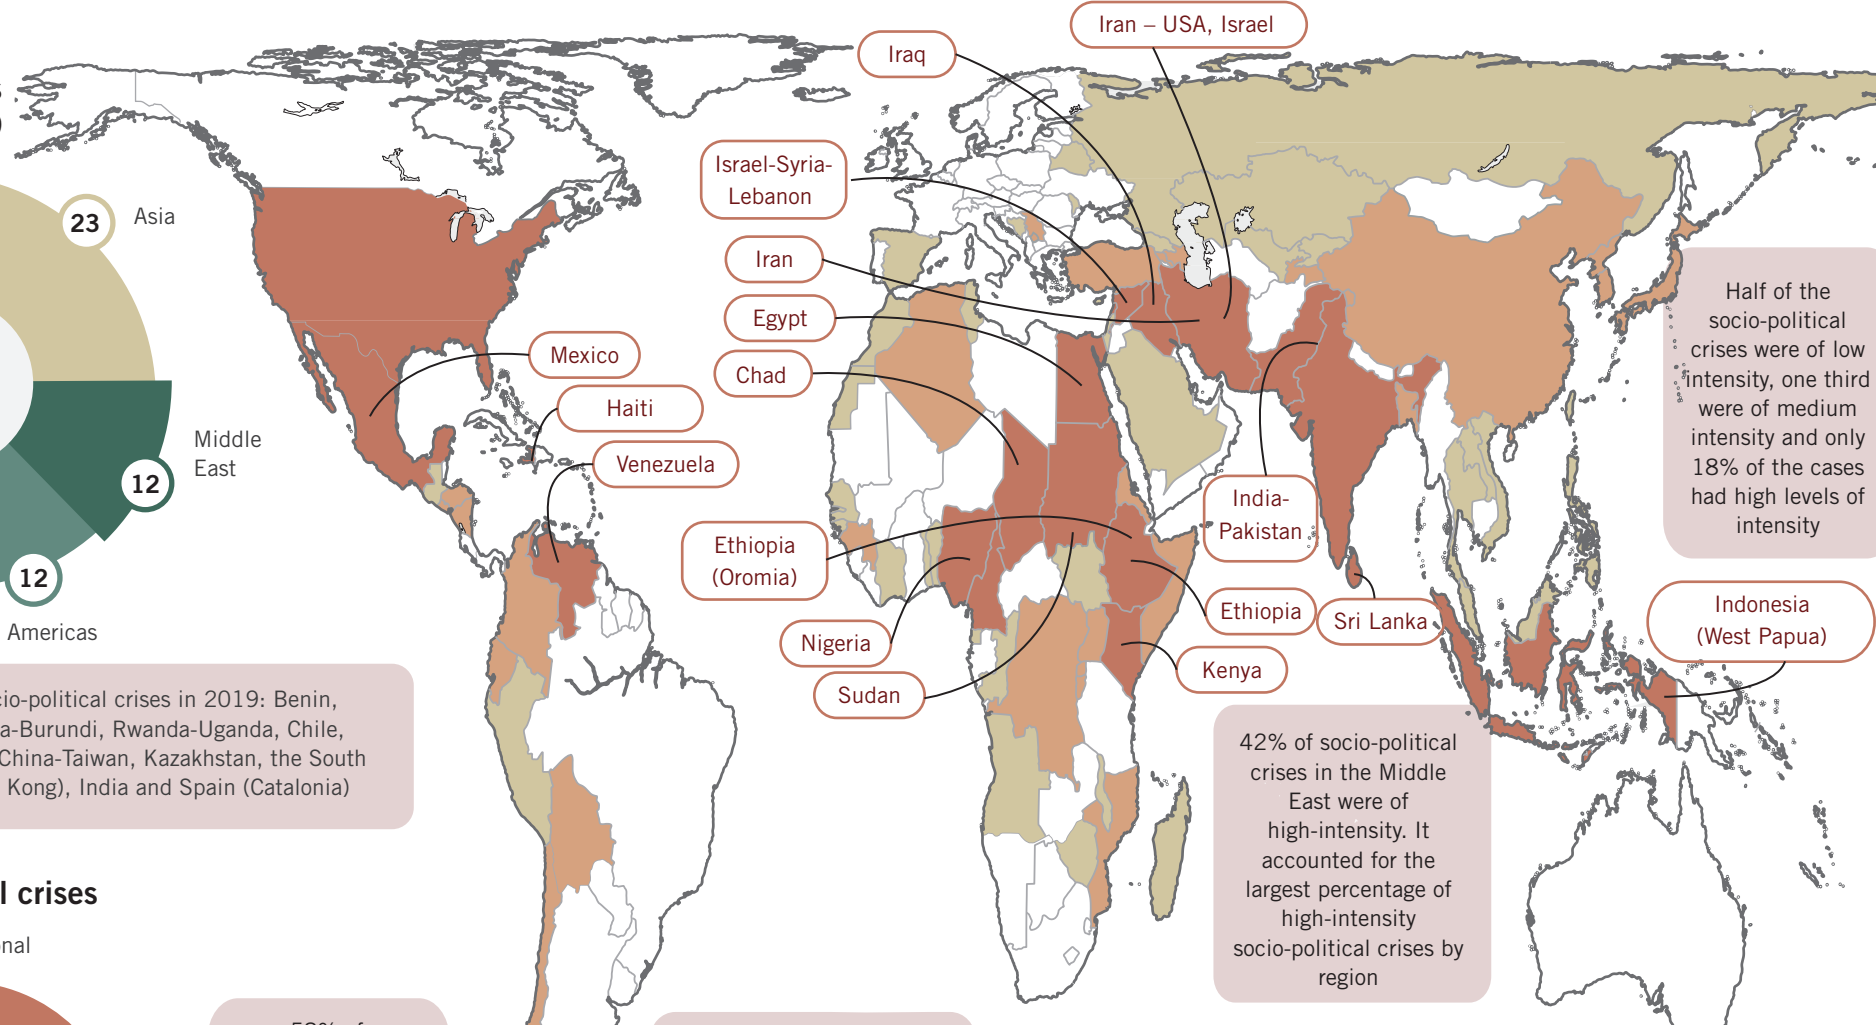 Iran – USA, Israel
Iraq
Israel-Syria-
Lebanon
Iran
Egypt
Chad
Mexico
Haiti
Venezuela
Ethiopia
(Oromia)
Nigeria
Sudan
India-
Pakistan
Ethiopia
Sri Lanka
Kenya
Indonesia
(West Papua)
23
Asia
Middle
East
12
12
Americas
Half of the
socio-political
crises were of low
intensity, one third
were of medium
intensity and only
18% of the cases
had high levels of
intensity
42% of socio-political
crises in the Middle
East were of
high-intensity. It
accounted for the
largest percentage of
high-intensity
socio-political crises by
region
cio-political crises in 2019: Benin,
a-Burundi, Rwanda-Uganda, Chile,
China-Taiwan, Kazakhstan, the South
Kong), India and Spain (Catalonia)
l crises
nal